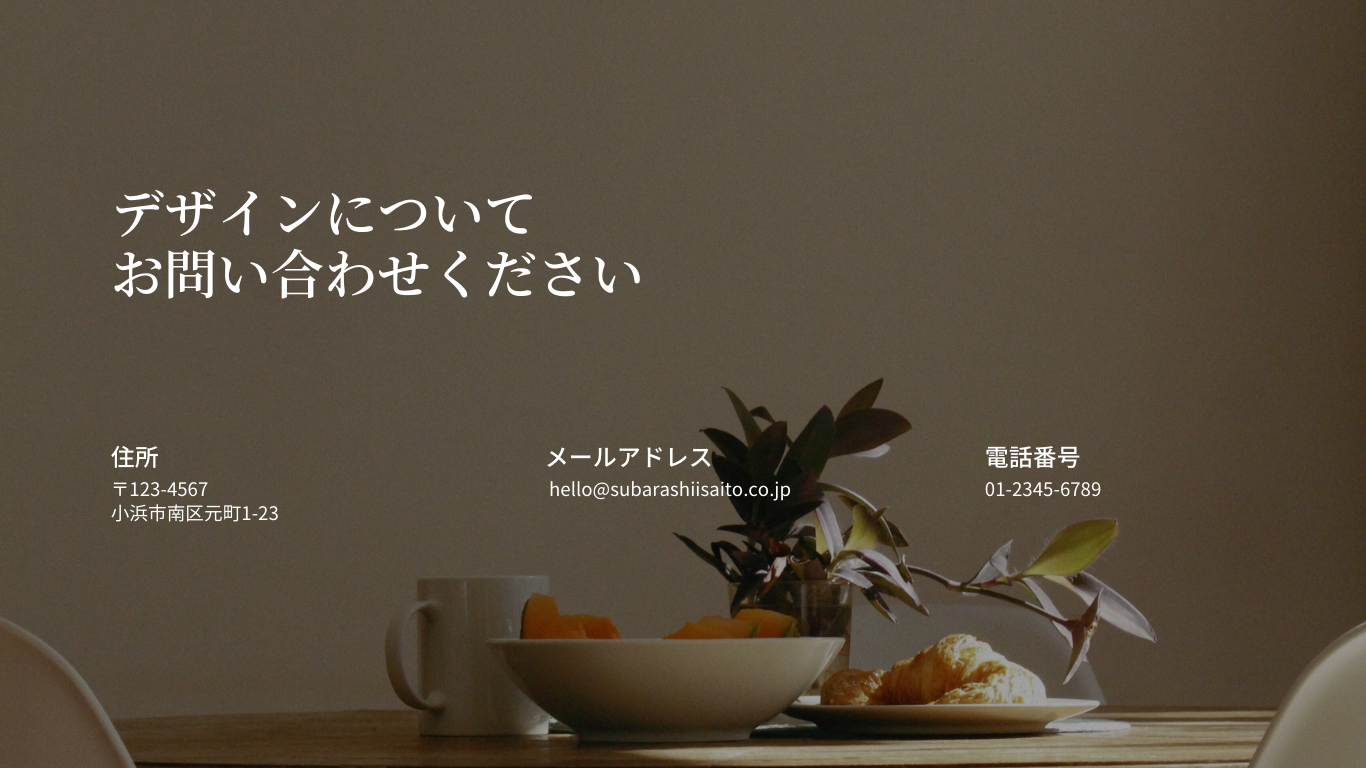 デザインについて
お問い合わせください
住所
〒123-4567
小浜市南区元町1-23
メールアドレス
hello@subarashiisaito.co.jp
電話番号
01-2345-6789